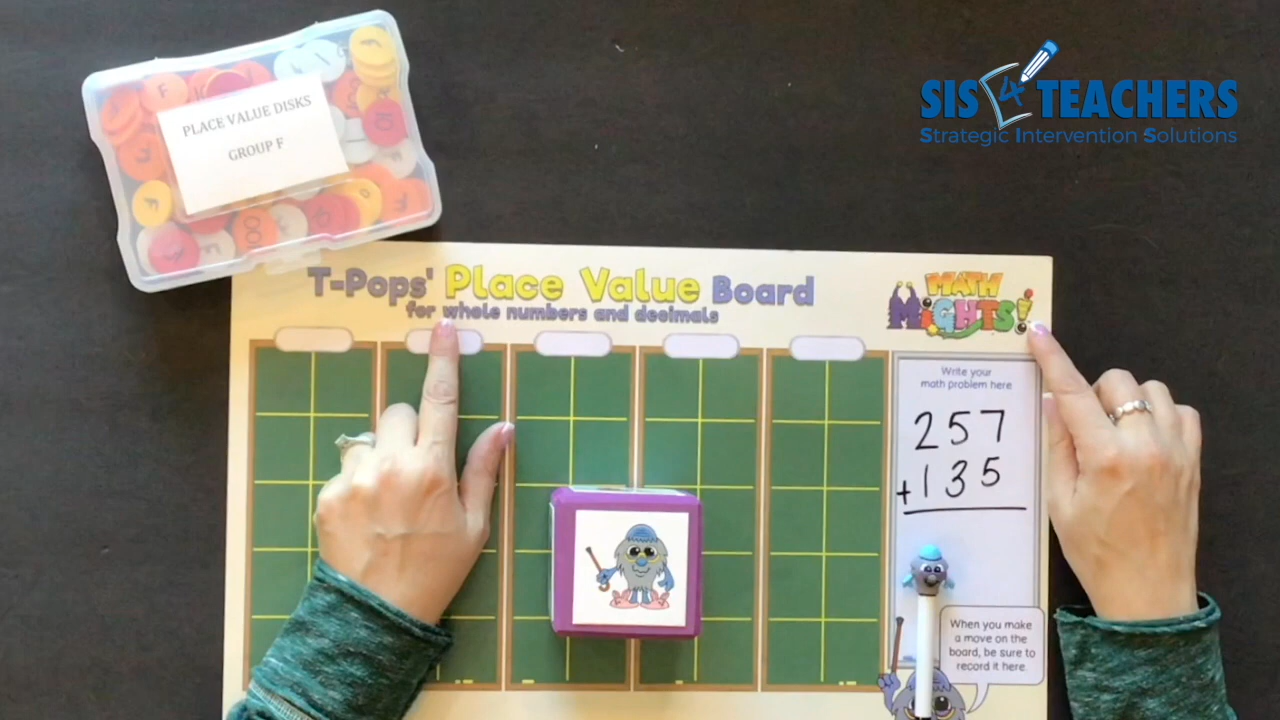 PLACE VALUE DISKS
GROUP F
SIS4TEACHERS
Strategic Intervention Solutions
T-Pops' Place Value Board
for whole numbers and decimals
MATH
MIGHTS!
Write your
math problem here
257
+135
When you make
a move on the
board, be sure to
record it here.